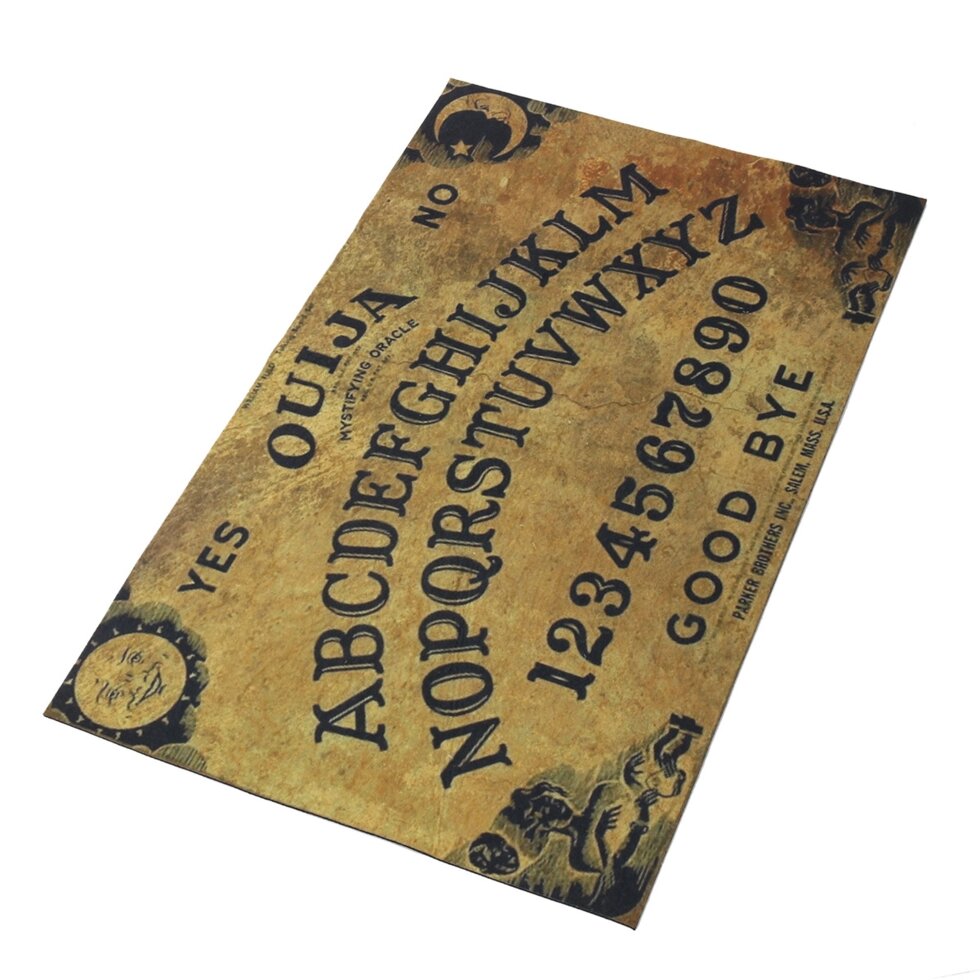 YES OUIJA NO
MYSTIFYING ORACLE
ABCDEFGHIJKLM
NOPQRSTUVWXYZ
1234567890
GOOD BYE
PARKER BROTHERS INC. SALEM, MASS. U.S.A.